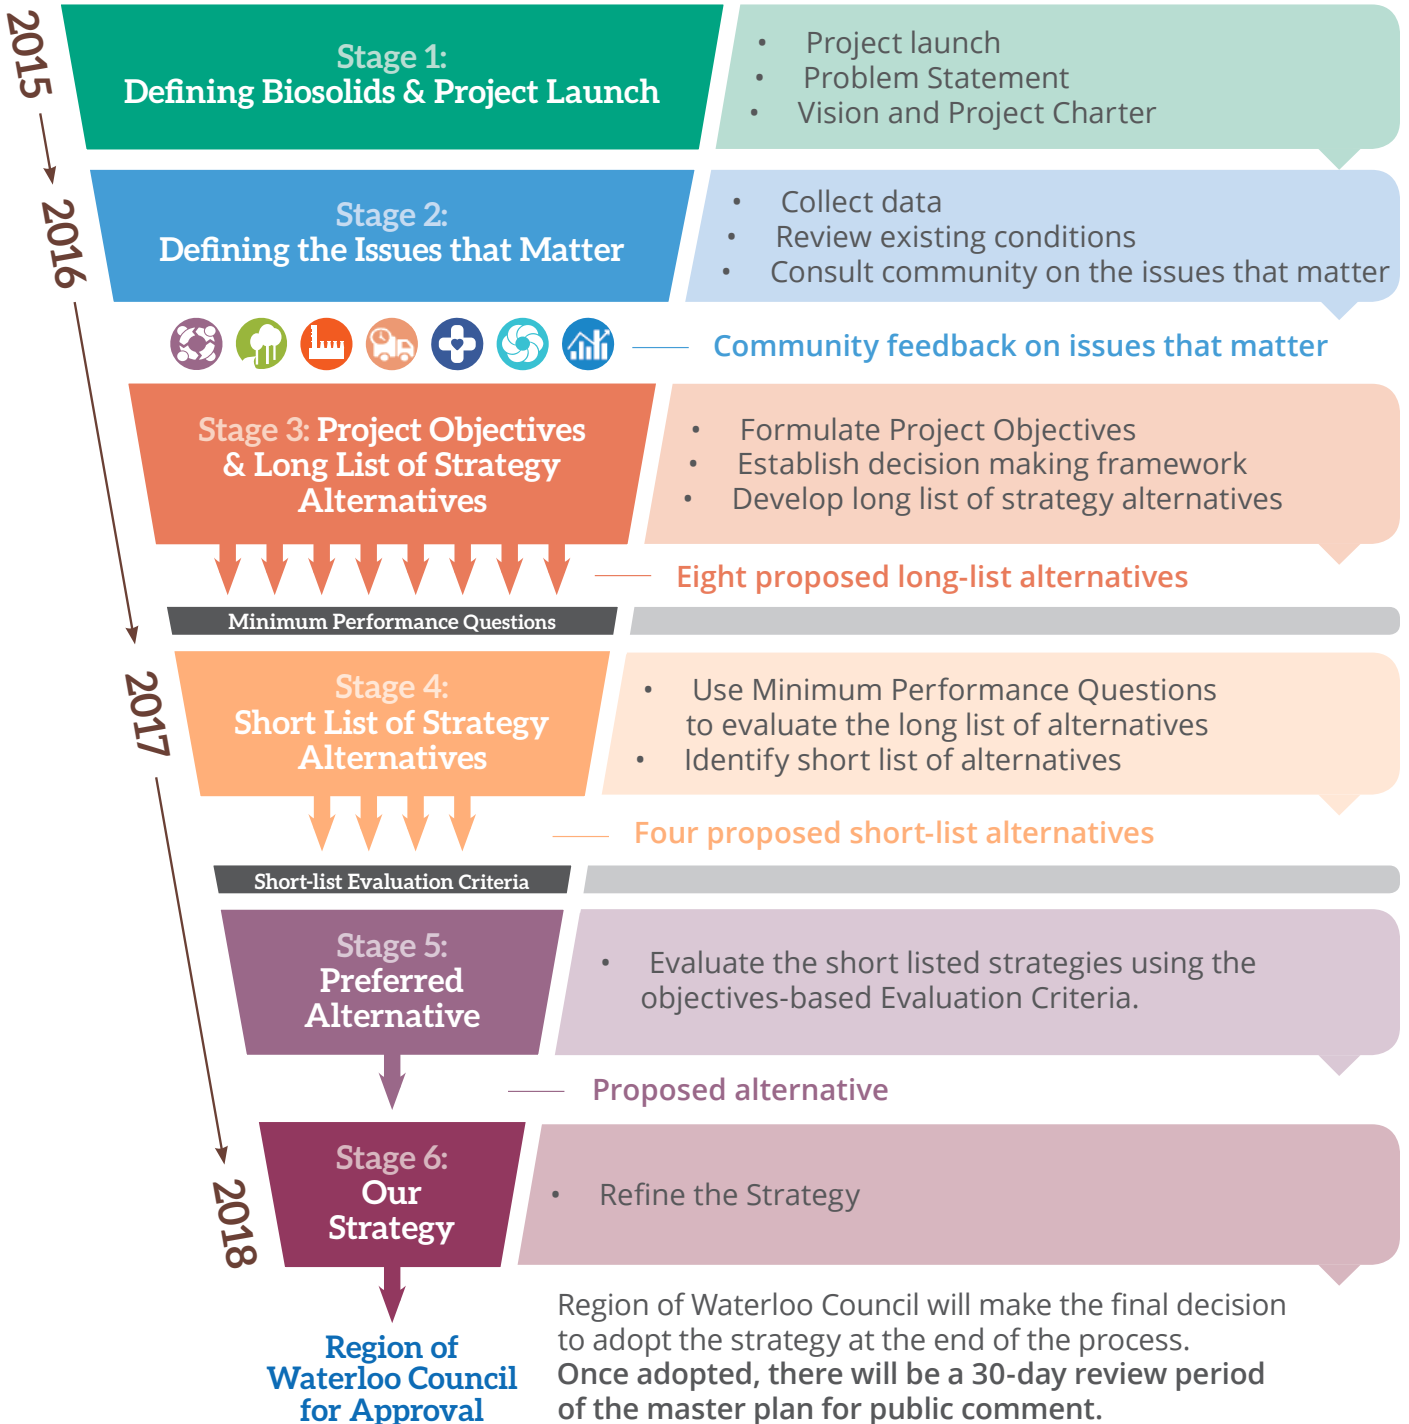 2015
Stage 1:
Defining Biosolids & Project Launch
• Project launch
• Problem Statement
• Vision and Project Charter
2016
Stage 2:
Defining the Issues that Matter
• Collect data
• Review existing conditions
• Consult community on the issues that matter
Community feedback on issues that matter
Stage 3: Project Objectives
& Long List of Strategy
Alternatives
• Formulate Project Objectives
• Establish decision making framework
• Develop long list of strategy alternatives
Eight proposed long-list alternatives
Minimum Performance Questions
2017
Stage 4:
Short List of Strategy
Alternatives
• Use Minimum Performance Questions
to evaluate the long list of alternatives
• Identify short list of alternatives
Four proposed short-list alternatives
Short-list Evaluation Criteria
Stage 5:
Preferred
Alternative
• Evaluate the short listed strategies using the
objectives-based Evaluation Criteria.
Proposed alternative
2018
Stage 6:
Our
Strategy
• Refine the Strategy
Region of
Waterloo Council
for Approval
Region of Waterloo Council will make the final decision
to adopt the strategy at the end of the process.
Once adopted, there will be a 30-day review period
of the master plan for public comment.